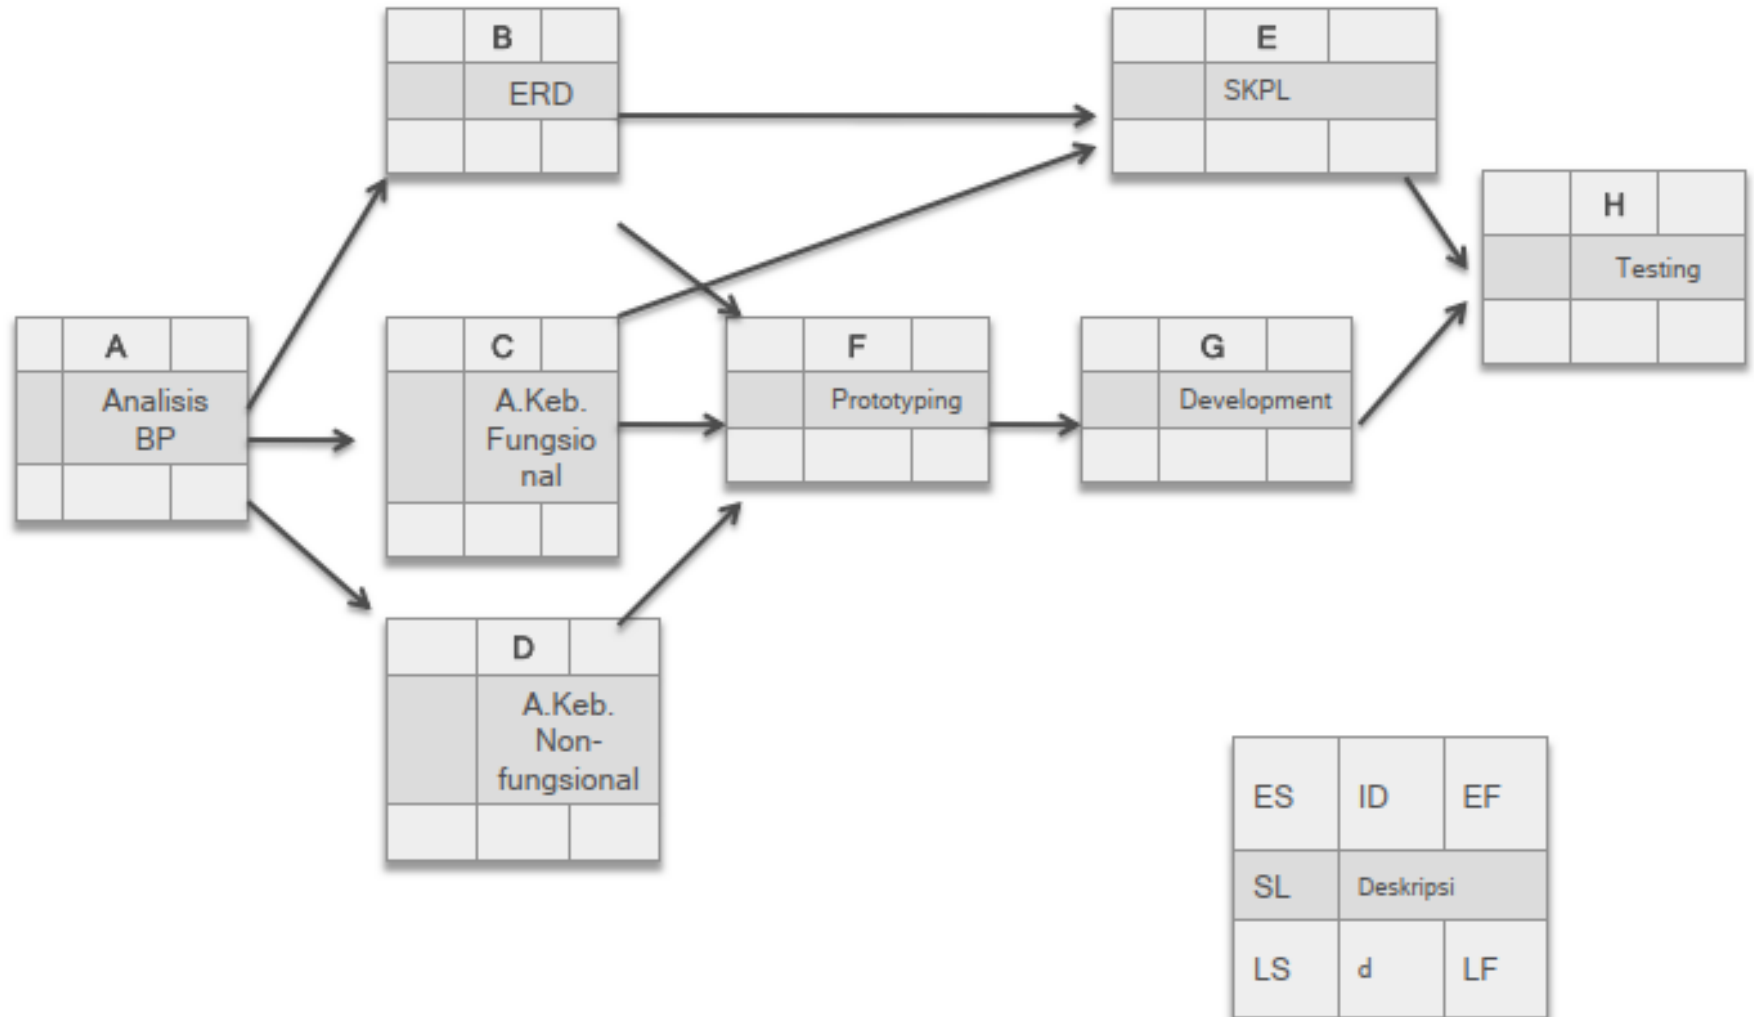 B
ERD
E
SKPL
H
Testing
A
Analisis
BP
C
A.Keb.
Fungsio
nal
F
Prototyping
G
Development
D
A.Keb.
Non-
fungsional
ES ID EF
SL Deskripsi
LS d LF